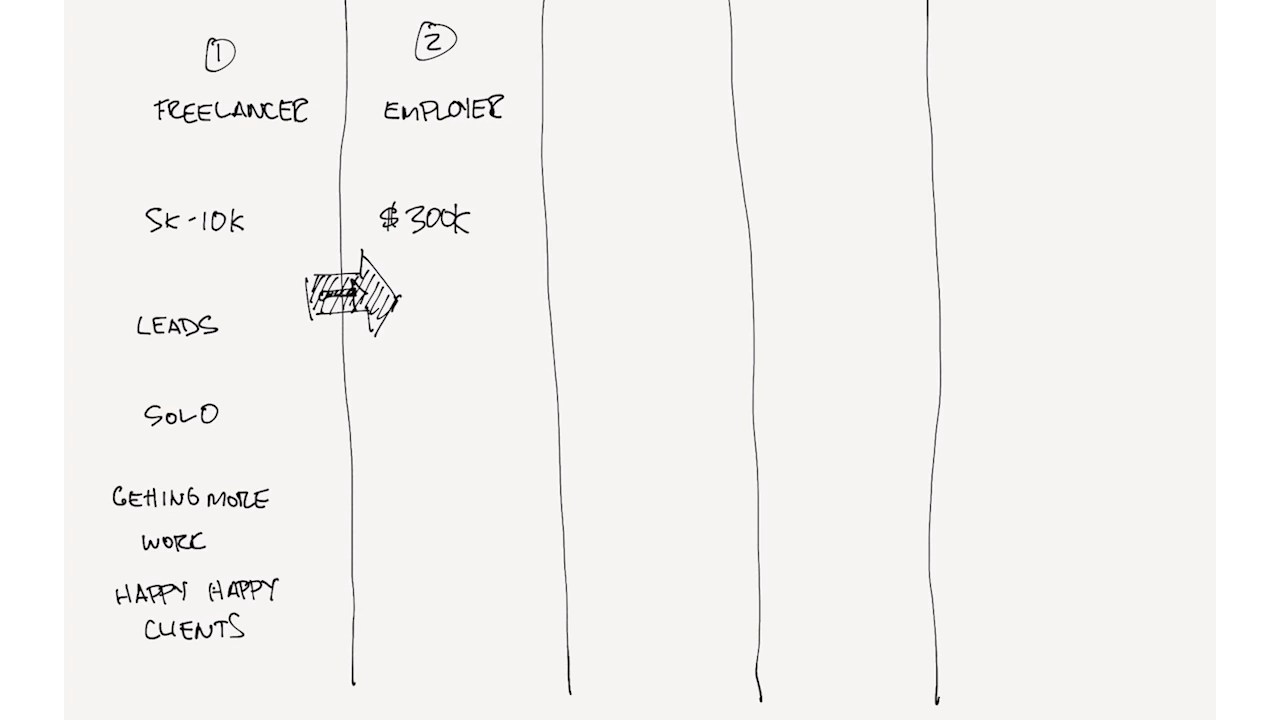 1
FREELANCER
5K-10K
LEADS
SOLO
GETTING MORE
WORK
HAPPY HAPPY
CLIENTS
2
EMPLOYER
$300K